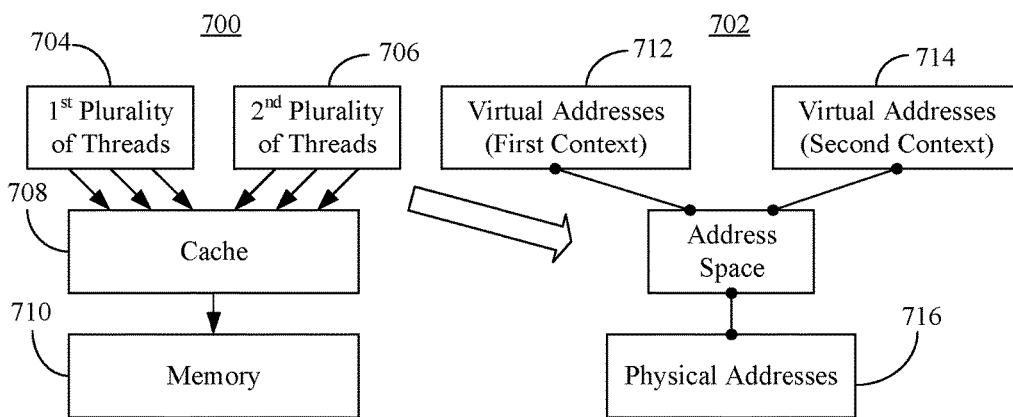 700
702
704
706
712
714
1st Plurality
of Threads
2nd Plurality
of Threads
Virtual Addresses
(First Context)
Virtual Addresses
(Second Context)
708
Cache
Address
Space
710
716
Memory
Physical Addresses